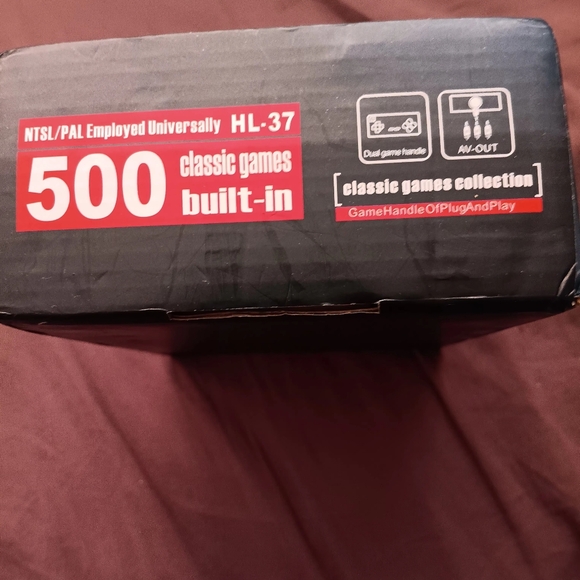 NTSL/PAL Employed Universally HL-37
500 classic games
built-in
Dual game handle
AV-OUT
[classic games collection]
GameHandleOfPlugAndPlay